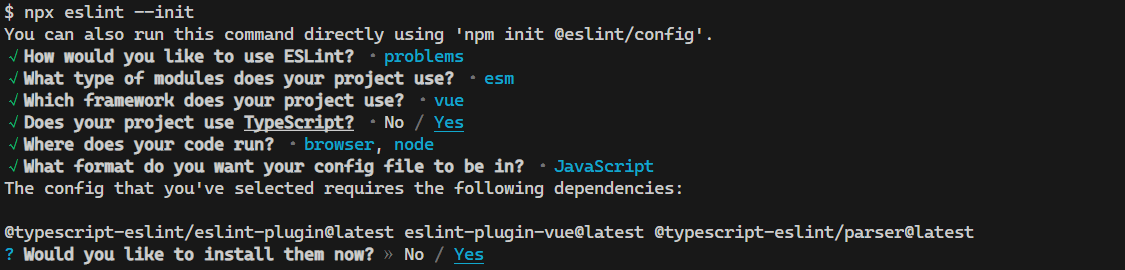 $ npx eslint --init
You can also run this command directly using 'npm init @eslint/config'.
√ How would you like to use ESLint? · problems
√ What type of modules does your project use? · esm
√ Which framework does your project use? · vue
√ Does your project use TypeScript? · No / Yes
√ Where does your code run? · browser, node
√ What format do you want your config file to be in? · JavaScript
The config that you've selected requires the following dependencies:
@typescript-eslint/eslint-plugin@latest eslint-plugin-vue@latest @typescript-eslint/parser@latest
? Would you like to install them now? » No / Yes